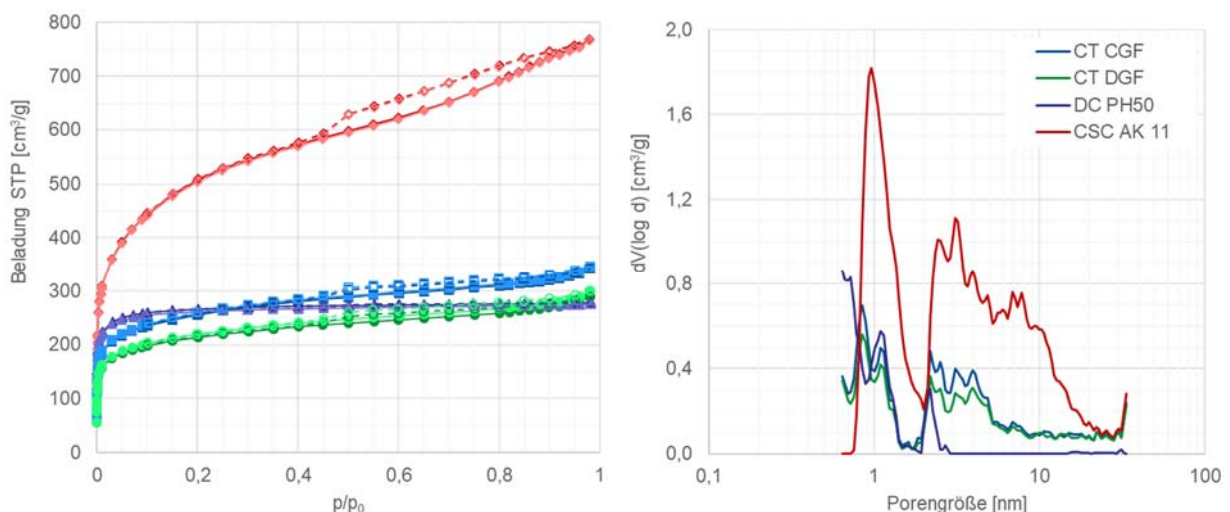 800
700
600
500
400
300
200
100
0
Beladung STP [cm³/g]
0 0,2 0,4 0,6 0,8 1
p/p₀
2,0
1,6
1,2
0,8
0,4
0,0
dV(log d) [cm³/g]
CT CGF
CT DGF
DC PH50
CSC AK 11
0,1 1 10 100
Porengröße [nm]